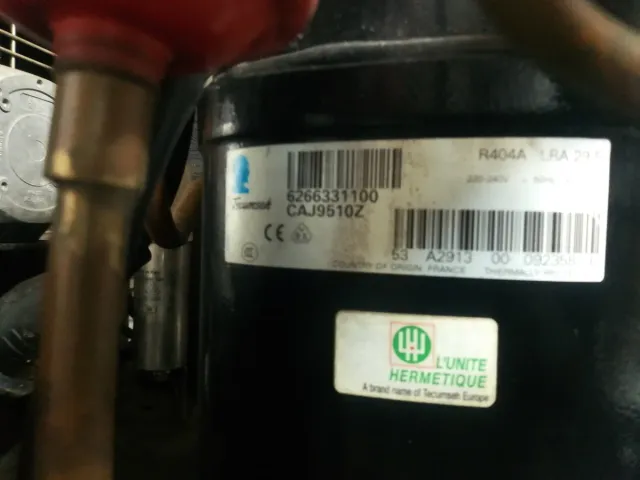 R404A LRA
Tecumseh
6266331100
CAJ9510Z
220-240V
CE
53 A2913 00
COUNTRY OF ORIGIN FRANCE THERMALLY
L'UNITE
HERMETIQUE
A brand name of Tecumseh Europe